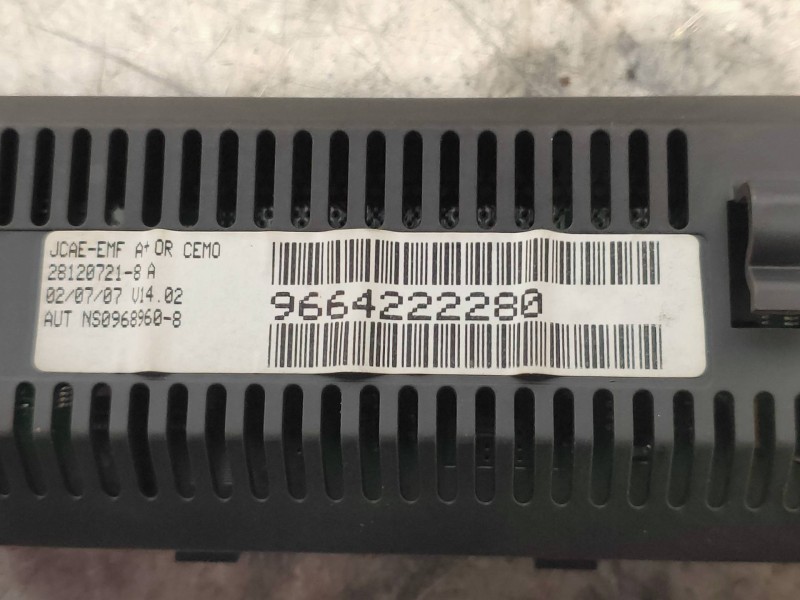 JCAE-EMF A+ OR CEMO
28120721-8 A
02/07/07 V14.02
AUT NS0968960-8
9664222280